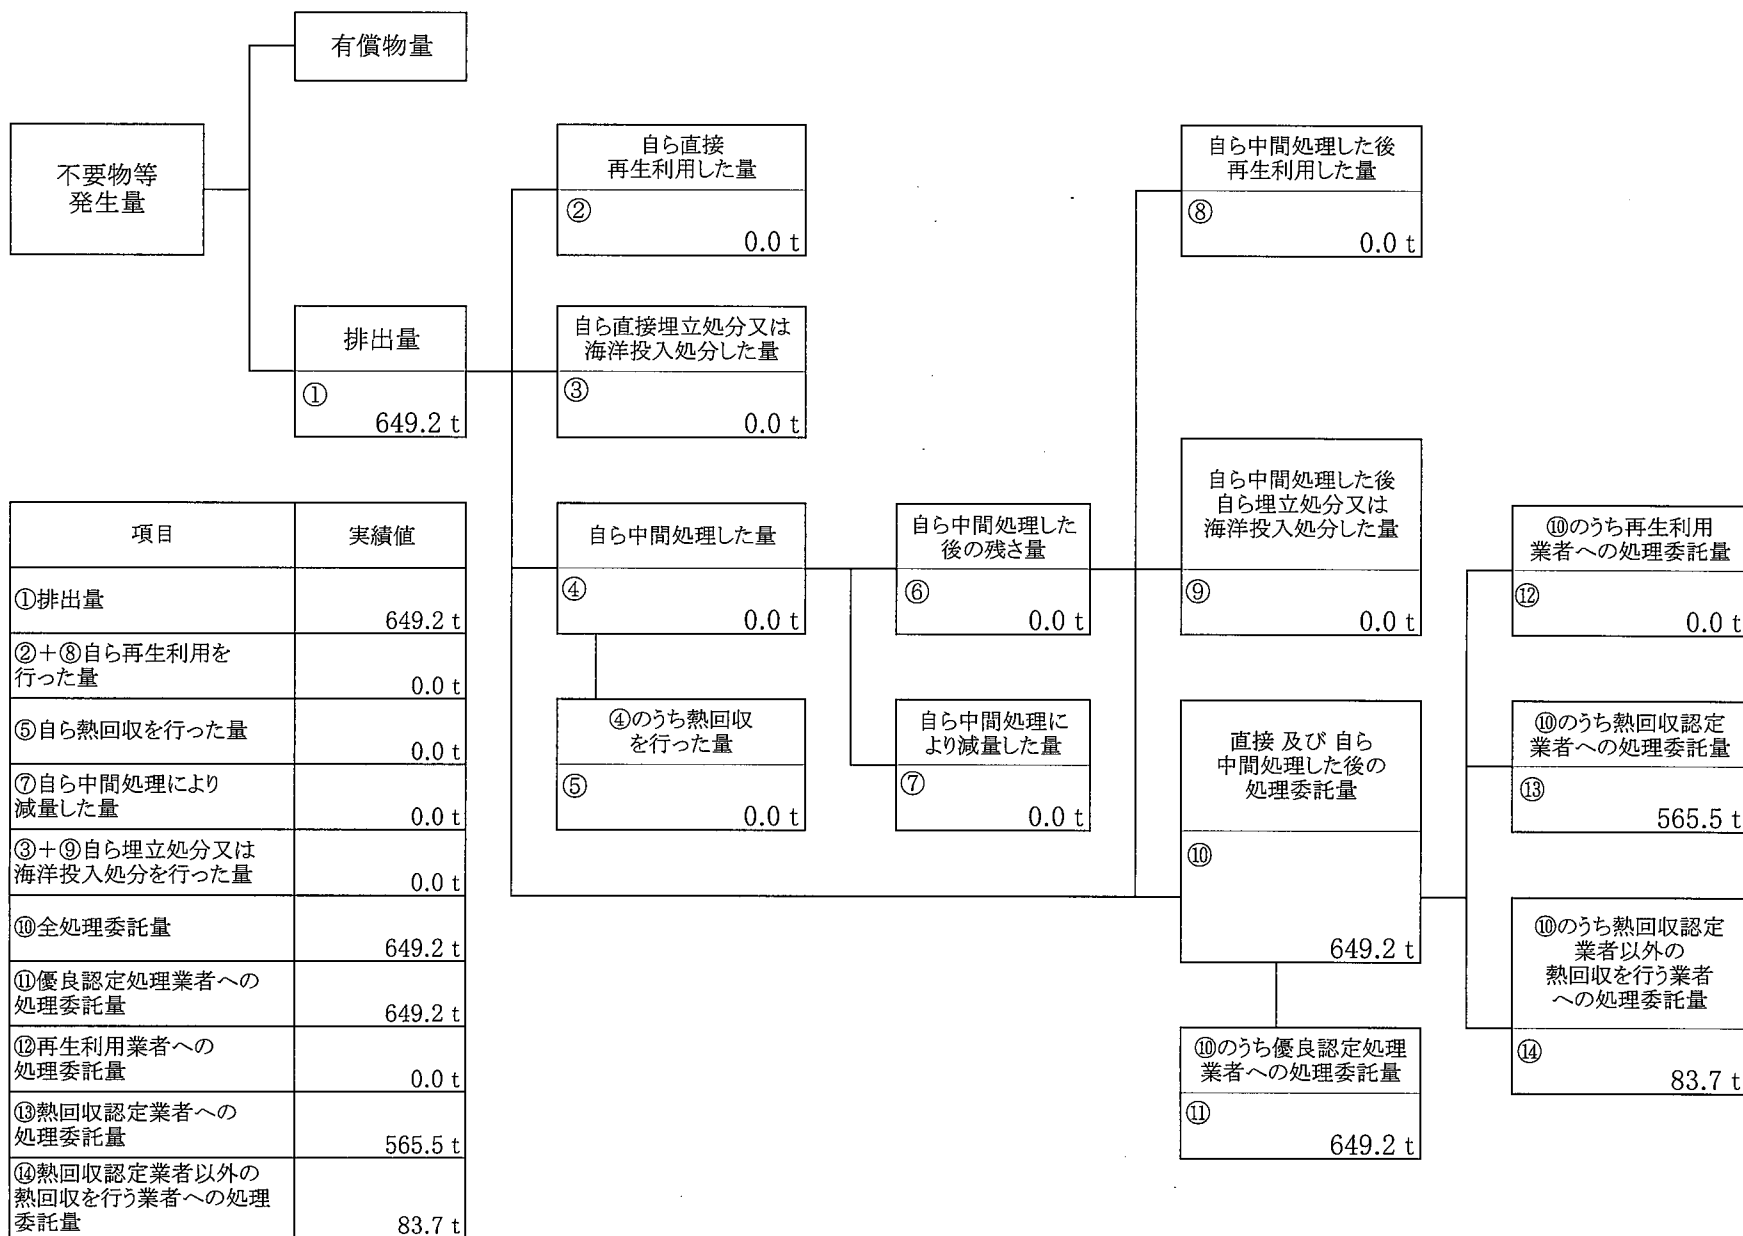 有償物量
不要物等
発生量
自ら直接
再生利用した量
②
0.0 t
自ら中間処理した後
再生利用した量
⑧
0.0 t
排出量
①
649.2 t
自ら直接埋立処分又は
海洋投入処分した量
③
0.0 t
自ら中間処理した量
④
0.0 t
自ら中間処理した
後の残さ量
⑥
0.0 t
自ら中間処理した後
自ら埋立処分又は
海洋投入処分した量
⑨
0.0 t
⑩のうち再生利用
業者への処理委託量
⑫
0.0 t
④のうち熱回収
を行った量
⑤
0.0 t
自ら中間処理に
より減量した量
⑦
0.0 t
直接 及び 自ら
中間処理した後の
処理委託量
⑩
649.2 t
⑩のうち熱回収認定
業者への処理委託量
⑬
565.5 t
⑩のうち熱回収認定
業者以外の
熱回収を行う業者
への処理委託量
⑭
83.7 t
⑩のうち優良認定処理
業者への処理委託量
⑪
649.2 t
項目 実績値
①排出量
649.2 t
②+⑧自ら再生利用を
行った量
0.0 t
⑤自ら熱回収を行った量
0.0 t
⑦自ら中間処理により
減量した量
0.0 t
③+⑨自ら埋立処分又は
海洋投入処分を行った量
0.0 t
⑩全処理委託量
649.2 t
⑪優良認定処理業者への
処理委託量
649.2 t
⑫再生利用業者への
処理委託量
0.0 t
⑬熱回収認定業者への
処理委託量
565.5 t
⑭熱回収認定業者以外の
熱回収を行う業者への処理
委託量
83.7 t